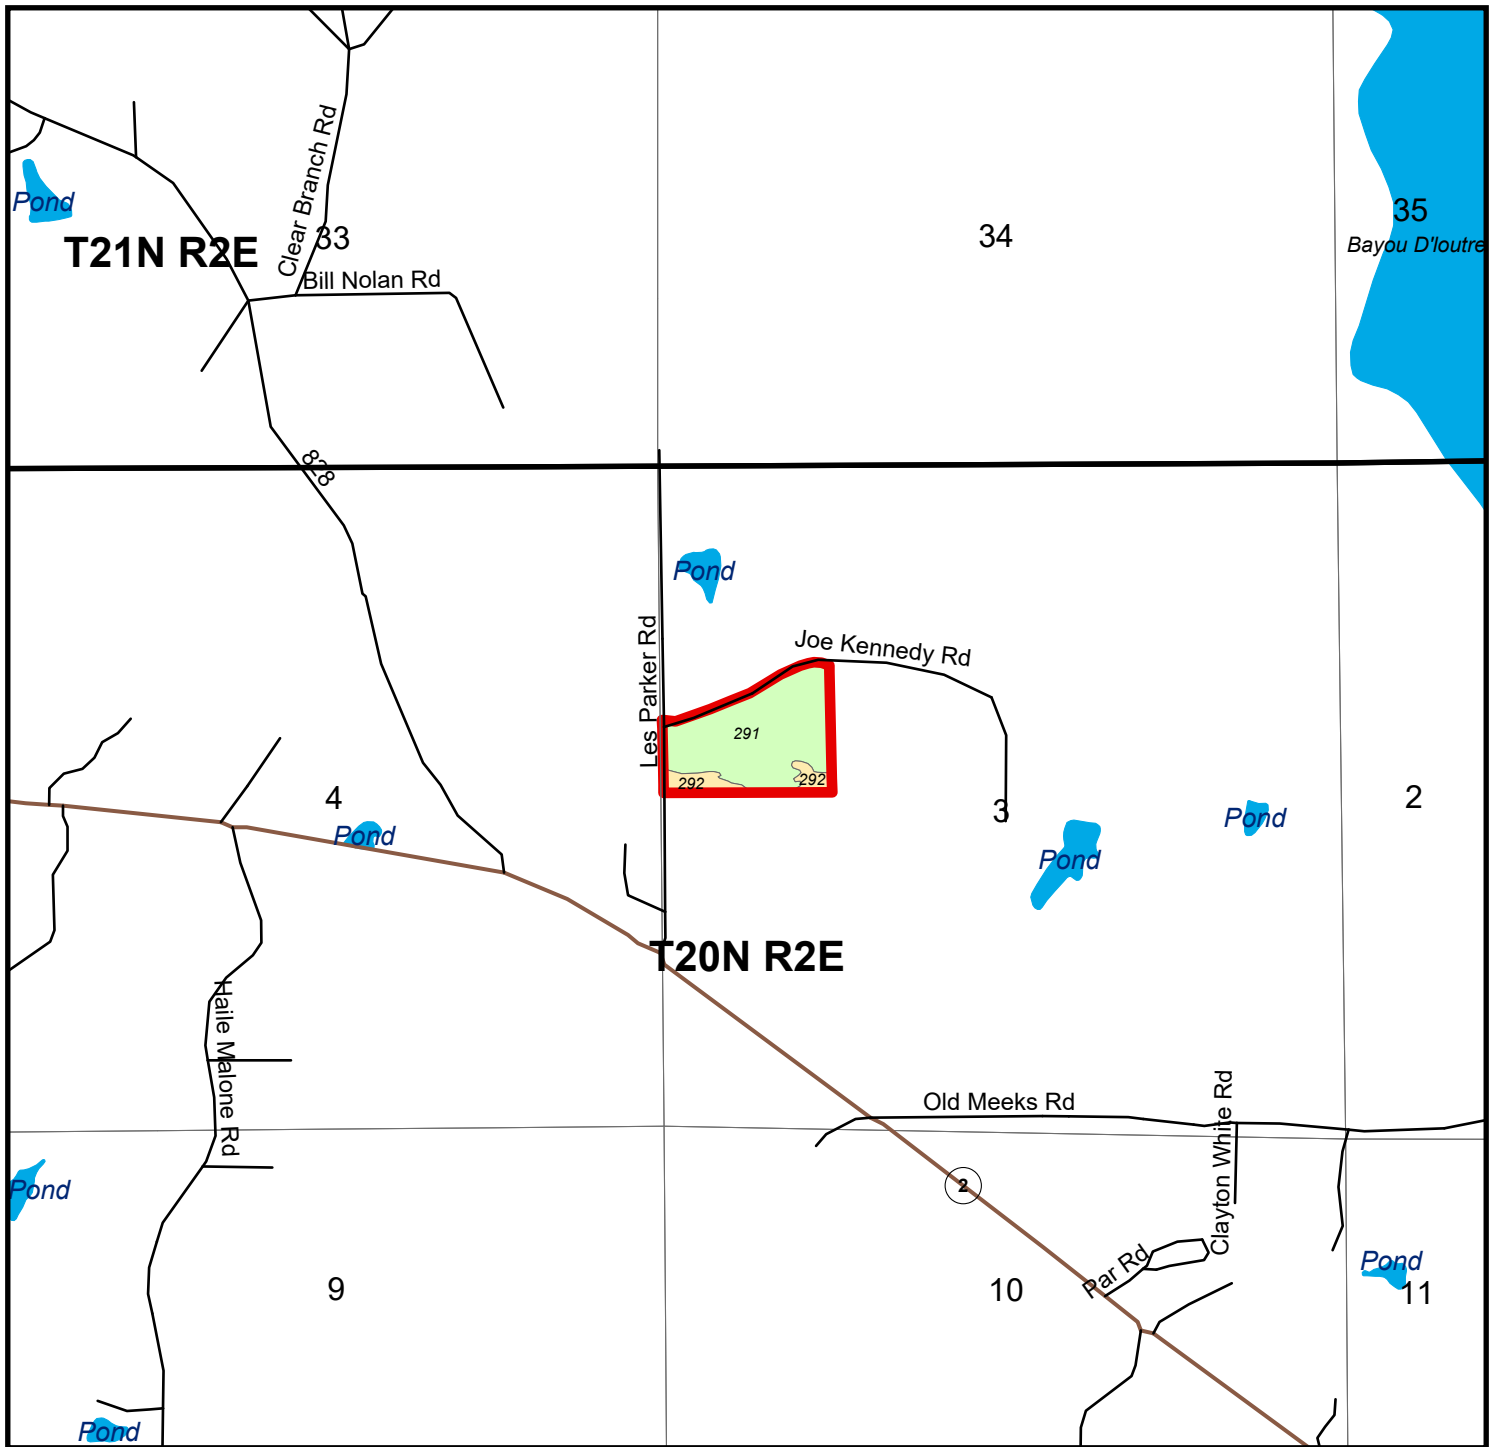 Clear Branch Rd
Pond
35
T21N R2E
33
34
Bayou D'loutre
Bill Nolan Rd
828
Pond
Les Parker Rd
Joe Kennedy Rd
291
292
292
4
3
2
Pond
Pond
Pond
T20N R2E
Haile Malone Rd
Old Meeks Rd
Clayton White Rd
Pond
2
Par Rd
Pond
9
10
11
Pond